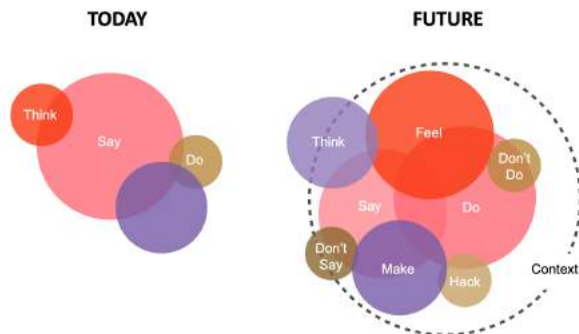 TODAY
FUTURE
Think
Say
Do
Think
Feel
Don't
Do
Say
Do
Don't
Say
Make
Hack
Context